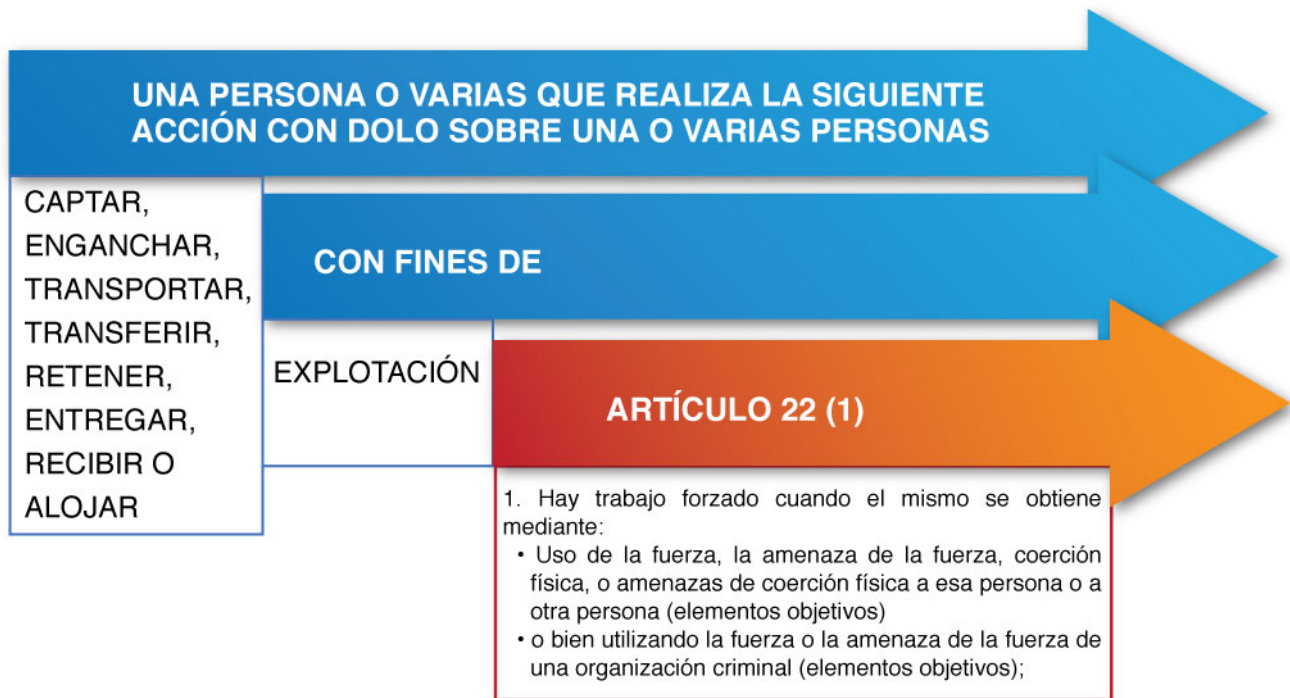 UNA PERSONA O VARIAS QUE REALIZA LA SIGUIENTE
ACCIÓN CON DOLO SOBRE UNA O VARIAS PERSONAS
CAPTAR,
ENGANCHAR,
TRANSPORTAR,
TRANSFERIR,
RETENER,
ENTREGAR,
RECIBIR O
ALOJAR
CON FINES DE
EXPLOTACIÓN
ARTÍCULO 22 (1)
1. Hay trabajo forzado cuando el mismo se obtiene
mediante:
• Uso de la fuerza, la amenaza de la fuerza, coerción
física, o amenazas de coerción física a esa persona o a
otra persona (elementos objetivos)
• o bien utilizando la fuerza o la amenaza de la fuerza de
una organización criminal (elementos objetivos);